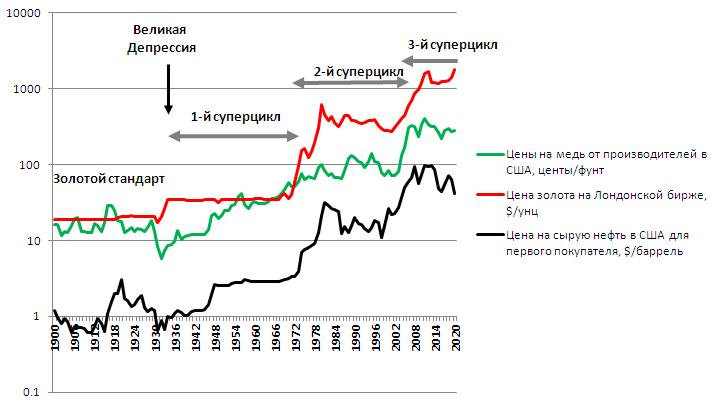 10000
1000
100
10
1
0.1
Великая
Депрессия
1-й суперцикл
2-й суперцикл
3-й суперцикл
Золотой стандарт
1900
1906
1912
1918
1924
1930
1936
1942
1948
1954
1960
1966
1972
1978
1984
1990
1996
2002
2008
2014
2020
Цены на медь от производителей в
США, центы/фунт
Цена золота на Лондонской бирже,
$/унц
Цена на сырую нефть в США для
первого покупателя, $/баррель